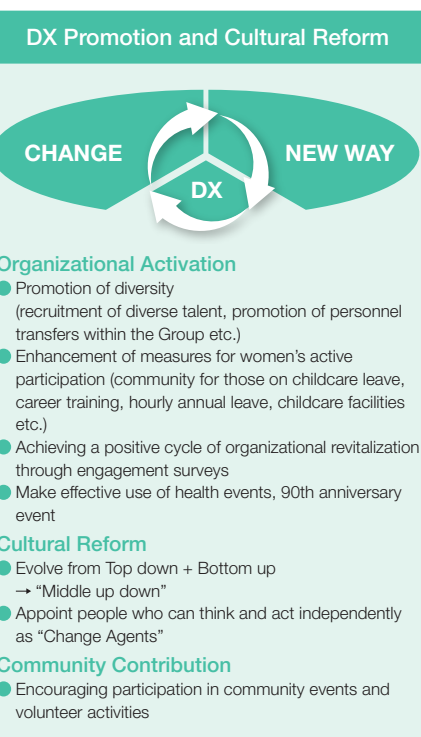 DX Promotion and Cultural Reform
CHANGE
NEW WAY
DX
Organizational Activation
● Promotion of diversity
(recruitment of diverse talent, promotion of personnel
transfers within the Group etc.)
● Enhancement of measures for women’s active
participation (community for those on childcare leave,
career training, hourly annual leave, childcare facilities
etc.)
● Achieving a positive cycle of organizational revitalization
through engagement surveys
● Make effective use of health events, 90th anniversary
event
Cultural Reform
● Evolve from Top down + Bottom up
→ “Middle up down”
● Appoint people who can think and act independently
as “Change Agents”
Community Contribution
● Encouraging participation in community events and
volunteer activities